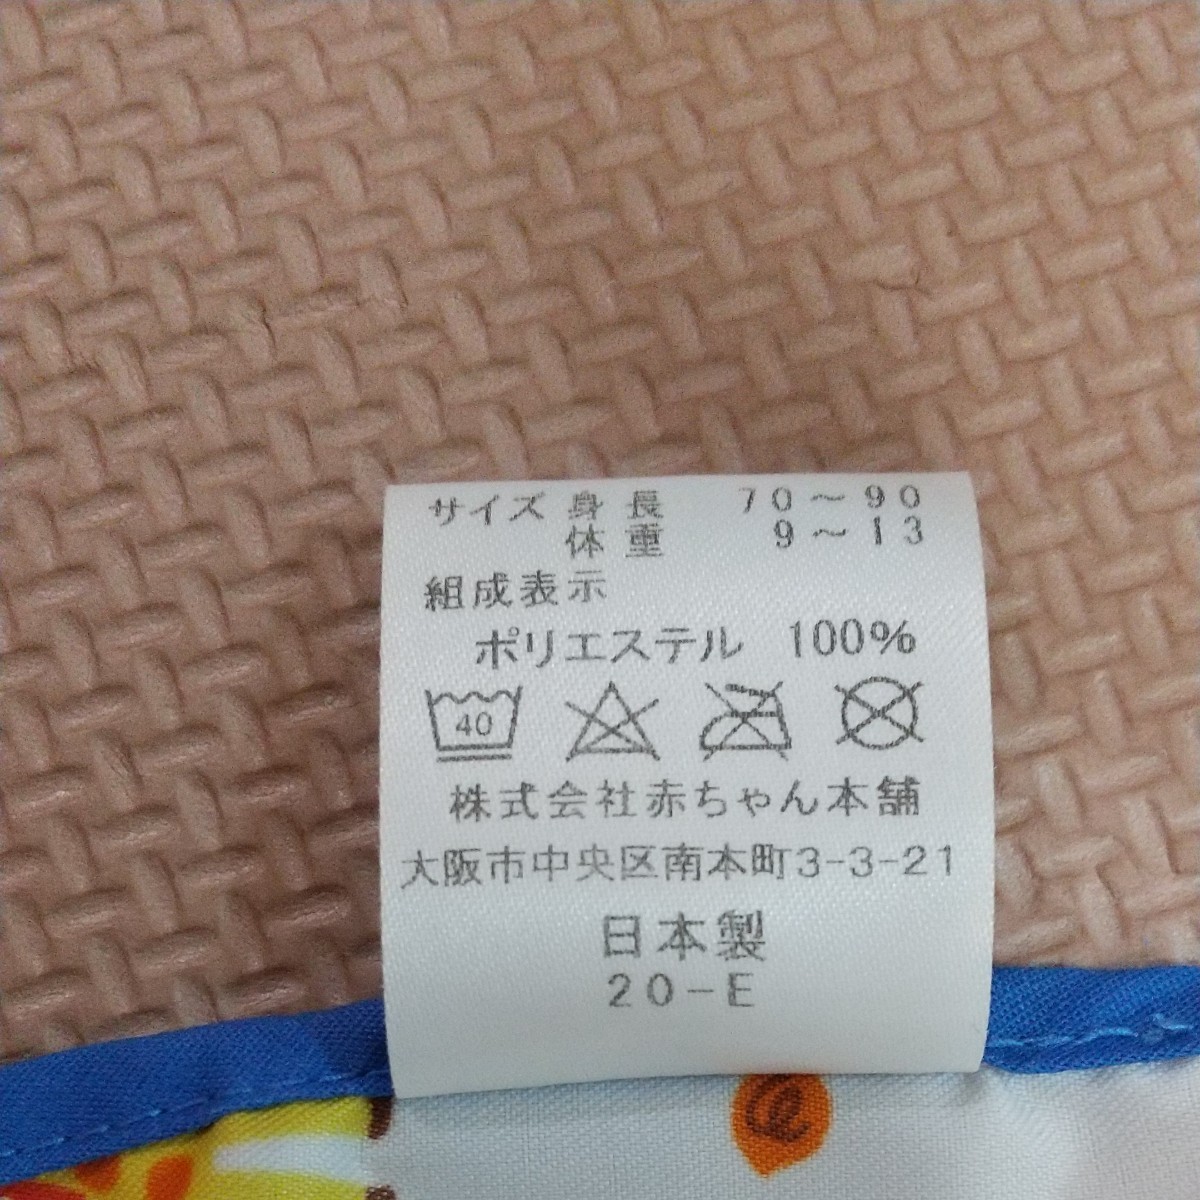 サイズ 身長 70～90
体重 9～13
組成表示
ポリエステル 100%
40
株式会社赤ちゃん本舗
大阪市中央区南本町3-3-21
日本製
20-E